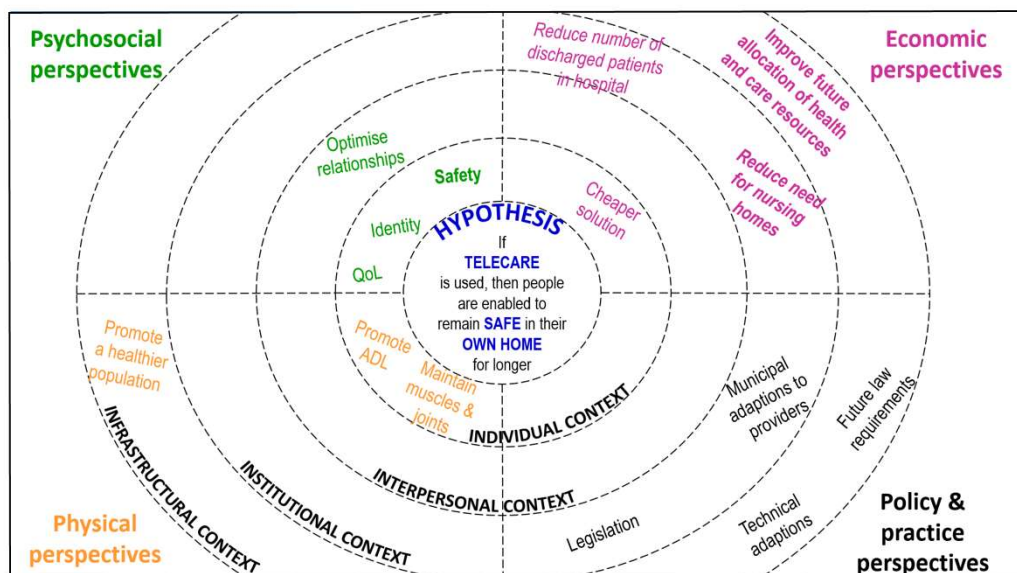 Psychosocial
perspectives
Reduce number of
discharged patients
in hospital
Improve future
allocation of health
and care resources
Economic
perspectives
Optimise
relationships
Safety
Identity
QoL
Cheaper
solution
Reduce need
for nursing
homes
HYPOTHESIS
If
TELECARE
is used, then people
are enabled to
remain SAFE in their
OWN HOME
for longer
Promote
a healthier
population
Promote
ADL
Maintain
muscles &
joints
Municipal
adaptions to
providers
Future law
requirements
INDIVIDUAL CONTEXT
INTERPERSONAL CONTEXT
INSTITUTIONAL CONTEXT
INFRASTRUCTURAL CONTEXT
Legislation
Technical
adaptions
Physical
perspectives
Policy &
practice
perspectives